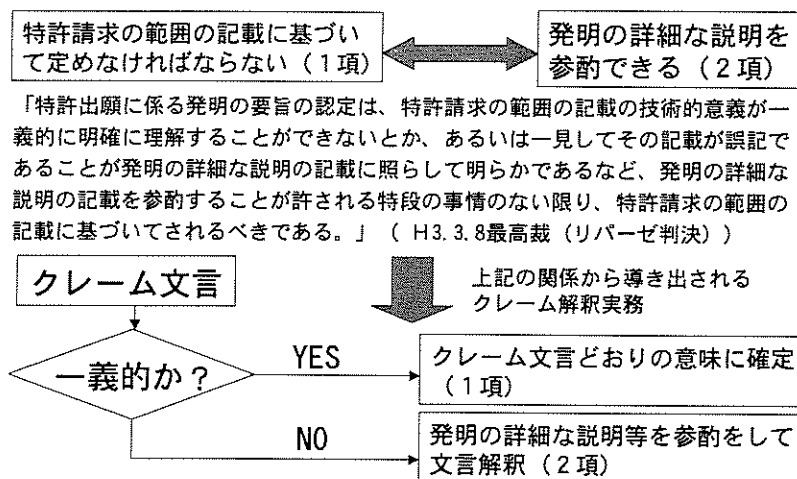 特許請求の範囲の記載に基づい
て定めなければならない（１項）
発明の詳細な説明を
参酌できる（２項）
「特許出願に係る発明の要旨の認定は、特許請求の範囲の記載の技術的意義が一
義的に明確に理解することができないとか、あるいは一見してその記載が誤記で
あることが発明の詳細な説明の記載に照らして明らかであるなど、発明の詳細な
説明の記載を参酌することが許される特段の事情のない限り、特許請求の範囲の
記載に基づいてされるべきである。」（ H3.3.8最高裁（リパーゼ判決））
クレーム文言
上記の関係から導き出される
クレーム解釈実務
一義的か？
YES
クレーム文言どおりの意味に確定
（１項）
NO
発明の詳細な説明等を参酌をして
文言解釈（２項）